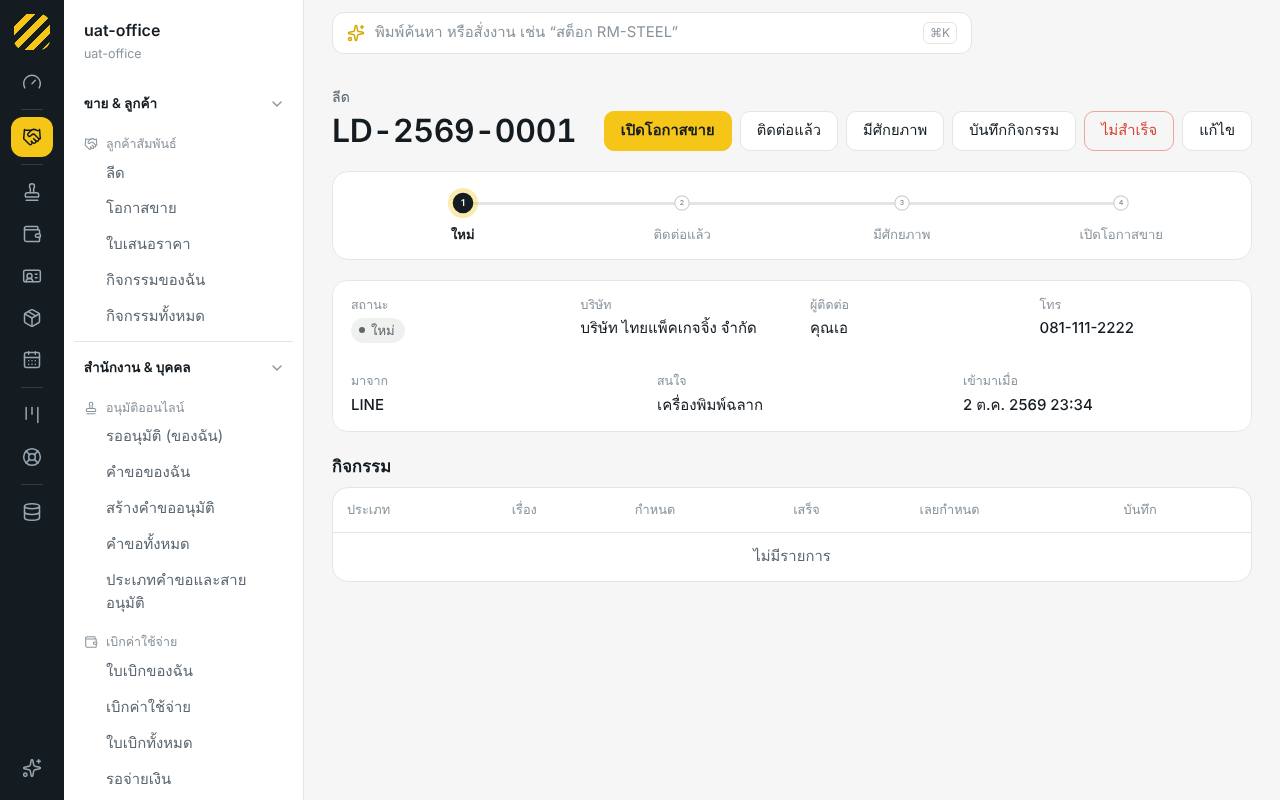 uat-office
uat-office
ขาย & ลูกค้า
ลูกค้าสัมพันธ์
ลีด
โอกาสขาย
ใบเสนอราคา
กิจกรรมของฉัน
กิจกรรมทั้งหมด
สำนักงาน & บุคคล
อนุมัติออนไลน์
รออนุมัติ (ของฉัน)
คำขอของฉัน
สร้างคำขออนุมัติ
คำขอทั้งหมด
ประเภทคำขอและสาย
อนุมัติ
เบิกค่าใช้จ่าย
ใบเบิกของฉัน
เบิกค่าใช้จ่าย
ใบเบิกทั้งหมด
รอจ่ายเงิน
พิมพ์ค้นหา หรือสั่งงาน เช่น “สต็อก RM-STEEL” ⌘K
ลีด
LD-2569-0001 เปิดโอกาสขาย ติดต่อแล้ว มีศักยภาพ บันทึกกิจกรรม ไม่สำเร็จ แก้ไข
1 2 3 4
ใหม่ ติดต่อแล้ว มีศักยภาพ เปิดโอกาสขาย
สถานะ บริษัท ผู้ติดต่อ โทร
ใหม่ บริษัท ไทยแพ็คเกจจิ้ง จำกัด คุณเอ 081-111-2222
มาจาก สนใจ เข้ามาเมื่อ
LINE เครื่องพิมพ์ฉลาก 2 ต.ค. 2569 23:34
กิจกรรม
ประเภท เรื่อง กำหนด เสร็จ เลยกำหนด บันทึก
ไม่มีรายการ